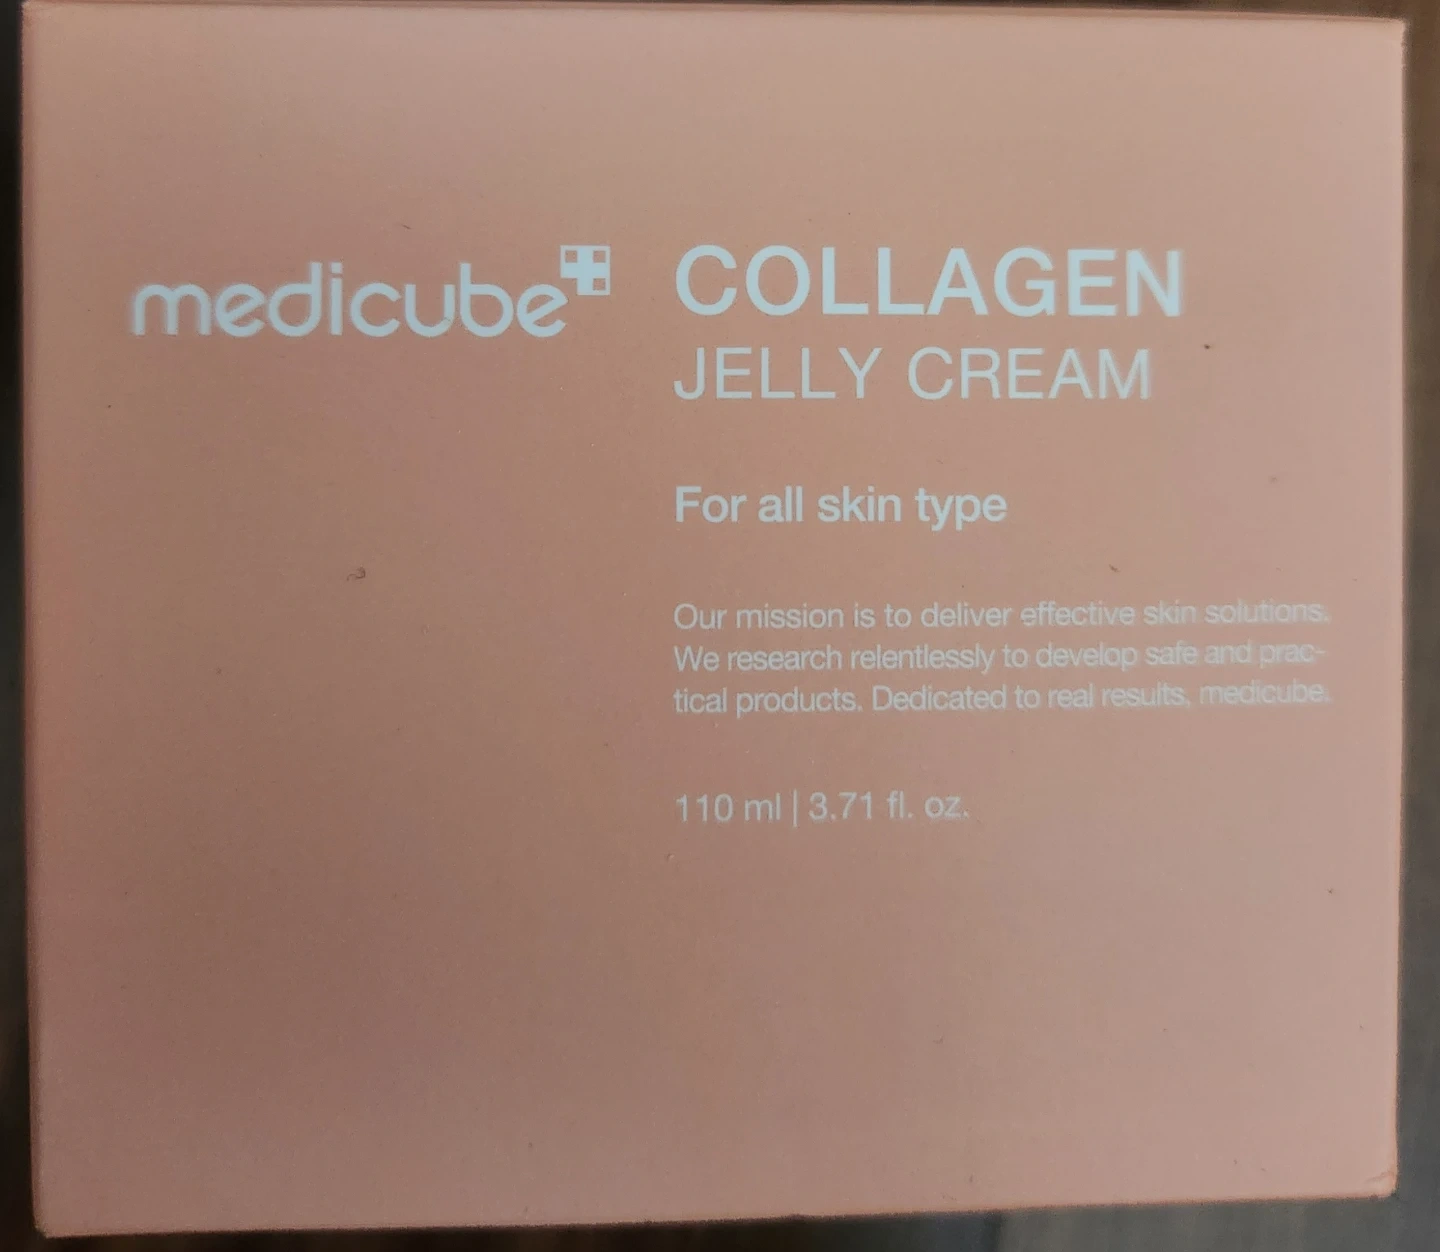 medicube
COLLAGEN
JELLY CREAM
For all skin type
Our mission is to deliver effective skin solutions.
We research relentlessly to develop safe and prac-
tical products. Dedicated to real results, medicube.
110 ml | 3.71 fl. oz.